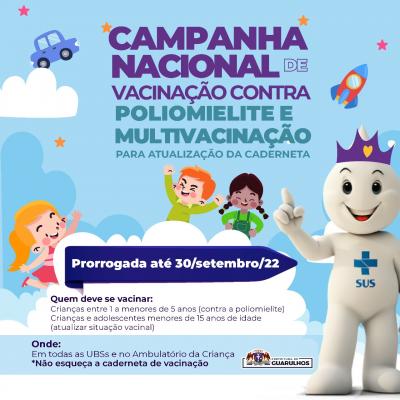 CAMPANHA
NACIONAL DE
VACINAÇÃO CONTRA
POLIOMIELITE E
MULTIVACINAÇÃO
PARA ATUALIZAÇÃO DA CADERNETA
Prorrogada até 30/setembro/22
SUS
Quem deve se vacinar:
Crianças entre 1 a menores de 5 anos (contra a poliomielite)
Crianças e adolescentes menores de 15 anos de idade
(atualizar situação vacinal)
Onde:
Em todas as UBSs e no Ambulatório da Criança
*Não esqueça a caderneta de vacinação
PREFEITURA DE
GUARULHOS